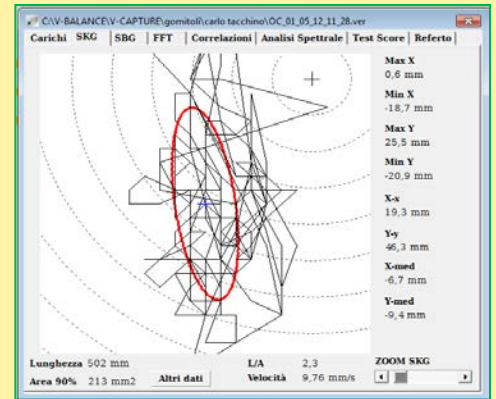 C:\V-BALANCE\V-CAPTURE\gomitoli\carlo tacchino\OC_01_05_12_11_28.ver
Carichi SKG SBG FFT Correlazioni Analisi Spettrale Test Score Referto
Max X
0,6 mm
Min X
-18,7 mm
Max Y
25,5 mm
Min Y
-20,9 mm
X-x
19,3 mm
Y-y
46,3 mm
X-med
-6,7 mm
Y-med
-9,4 mm
Lunghezza 502 mm L/A 2,3 ZOOM SKG
Area 90% 213 mm2 Altri dati Velocità 9,76 mm/s